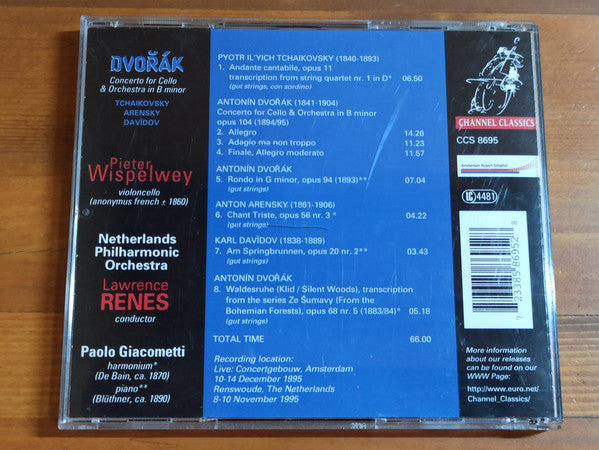 DVOŘÁK
Concerto for Cello
& Orchestra in B minor
TCHAIKOVSKY
ARENSKY
DAVÍDOV
Pieter
Wispelwey
violoncello
(anonymus french ± 1860)
Netherlands
Philharmonic
Orchestra
Lawrence
RENES
conductor
Paolo Giacometti
harmonium*
(De Bain, ca. 1870)
piano**
(Blüthner, ca. 1890)
PYOTR IL'YICH TCHAIKOVSKY (1840-1893)
1. Andante cantabile, opus 11
transcription from string quartet nr. 1 in D* 06.50
(gut strings, con sordino)
ANTONÍN DVOŘÁK (1841-1904)
Concerto for Cello & Orchestra in B minor
opus 104 (1894/95)
2. Allegro 14.26
3. Adagio ma non troppo 11.23
4. Finale, Allegro moderato 11.57
ANTONÍN DVOŘÁK
5. Rondo in G minor, opus 94 (1893)** 07.04
(gut strings)
ANTON ARENSKY (1861-1906)
6. Chant Triste, opus 56 nr. 3 * 04.22
(gut strings)
KARL DAVÍDOV (1838-1889)
7. Am Springbrunnen, opus 20 nr. 2** 03.43
(gut strings)
ANTONÍN DVOŘÁK
8. Waldesruhe (Klid / Silent Woods), transcription
from the series Ze Šumavy (From the
Bohemian Forests), opus 68 nr. 5 (1883/84)* 05.18
(gut strings)
TOTAL TIME 66.00
Recording location:
Live: Concertgebouw, Amsterdam
10-14 December 1995
Renswoude, The Netherlands
8-10 November 1995
CHANNEL CLASSICS
CCS 8695
Amsterdam Airport Schiphol
LC 4481
7 23385 86952 8
More information
about our releases
can be found on our
WWW Page:
http://www.euro.net/
Channel_Classics/